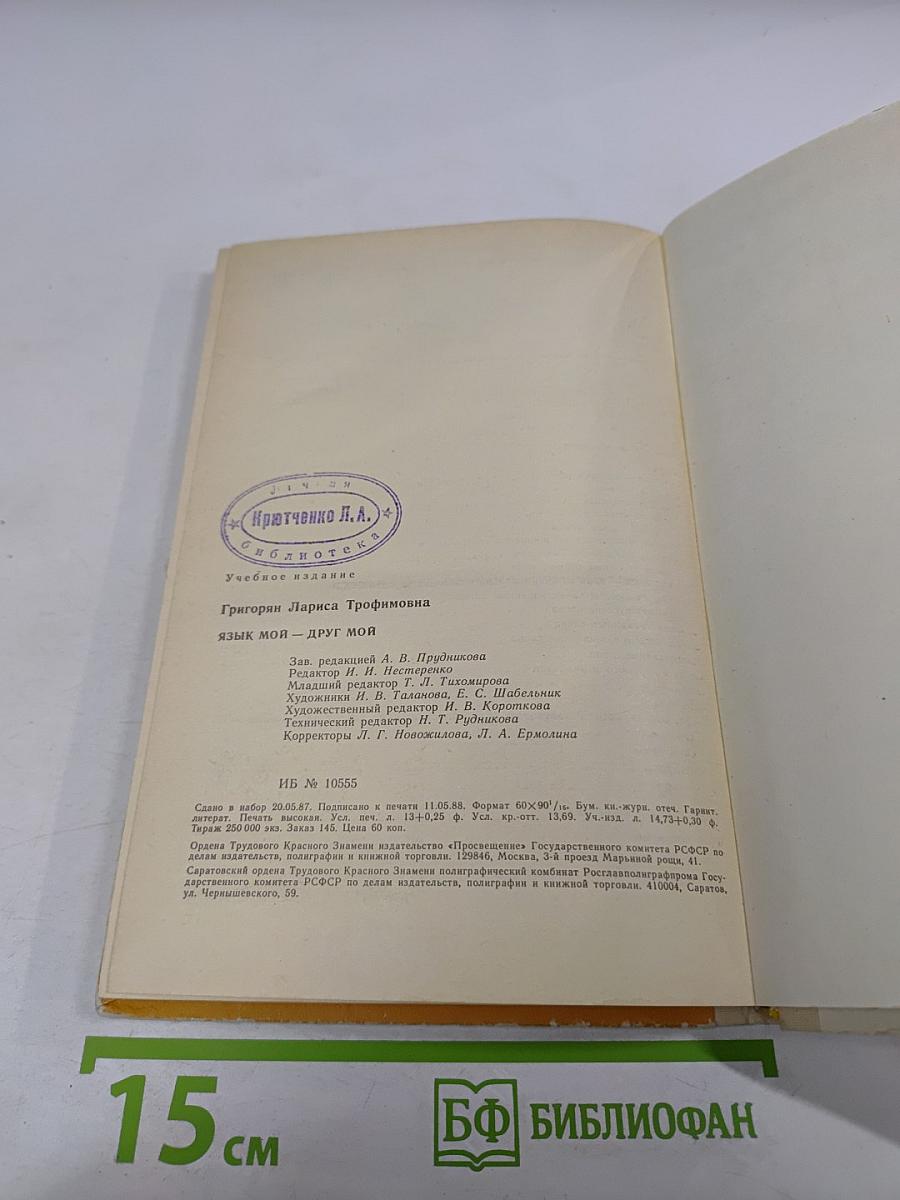 Личная
Крютченко Л.А.
библиотека
Учебное издание
Григорян Лариса Трофимовна
ЯЗЫК МОЙ — ДРУГ МОЙ
Зав. редакцией А. В. Прудникова
Редактор И. И. Нестеренко
Младший редактор Т. Л. Тихомирова
Художники И. В. Таланова, Е. С. Шабельник
Художественный редактор И. В. Короткова
Технический редактор Н. Т. Рудникова
Корректоры Л. Г. Новожилова, Л. А. Ермолина
ИБ № 10555
Сдано в набор 20.05.87. Подписано к печати 11.05.88. Формат 60×90¹/₁₆. Бум. кн.-журн. отеч. Гарнит.
литерат. Печать высокая. Усл. печ. л. 13+0,25 ф. Усл. кр.-отт. 13,69. Уч.-изд. л. 14,73+0,30 ф.
Тираж 250 000 экз. Заказ 145. Цена 60 коп.
Ордена Трудового Красного Знамени издательство «Просвещение» Государственного комитета РСФСР по
делам издательств, полиграфии и книжной торговли. 129846, Москва, 3-й проезд Марьиной рощи, 41.
Саратовский ордена Трудового Красного Знамени полиграфический комбинат Росглавполиграфпрома Госу-
дарственного комитета РСФСР по делам издательств, полиграфии и книжной торговли. 410004, Саратов,
ул. Чернышевского, 59.
15 см
БФ БИБЛИОФАН